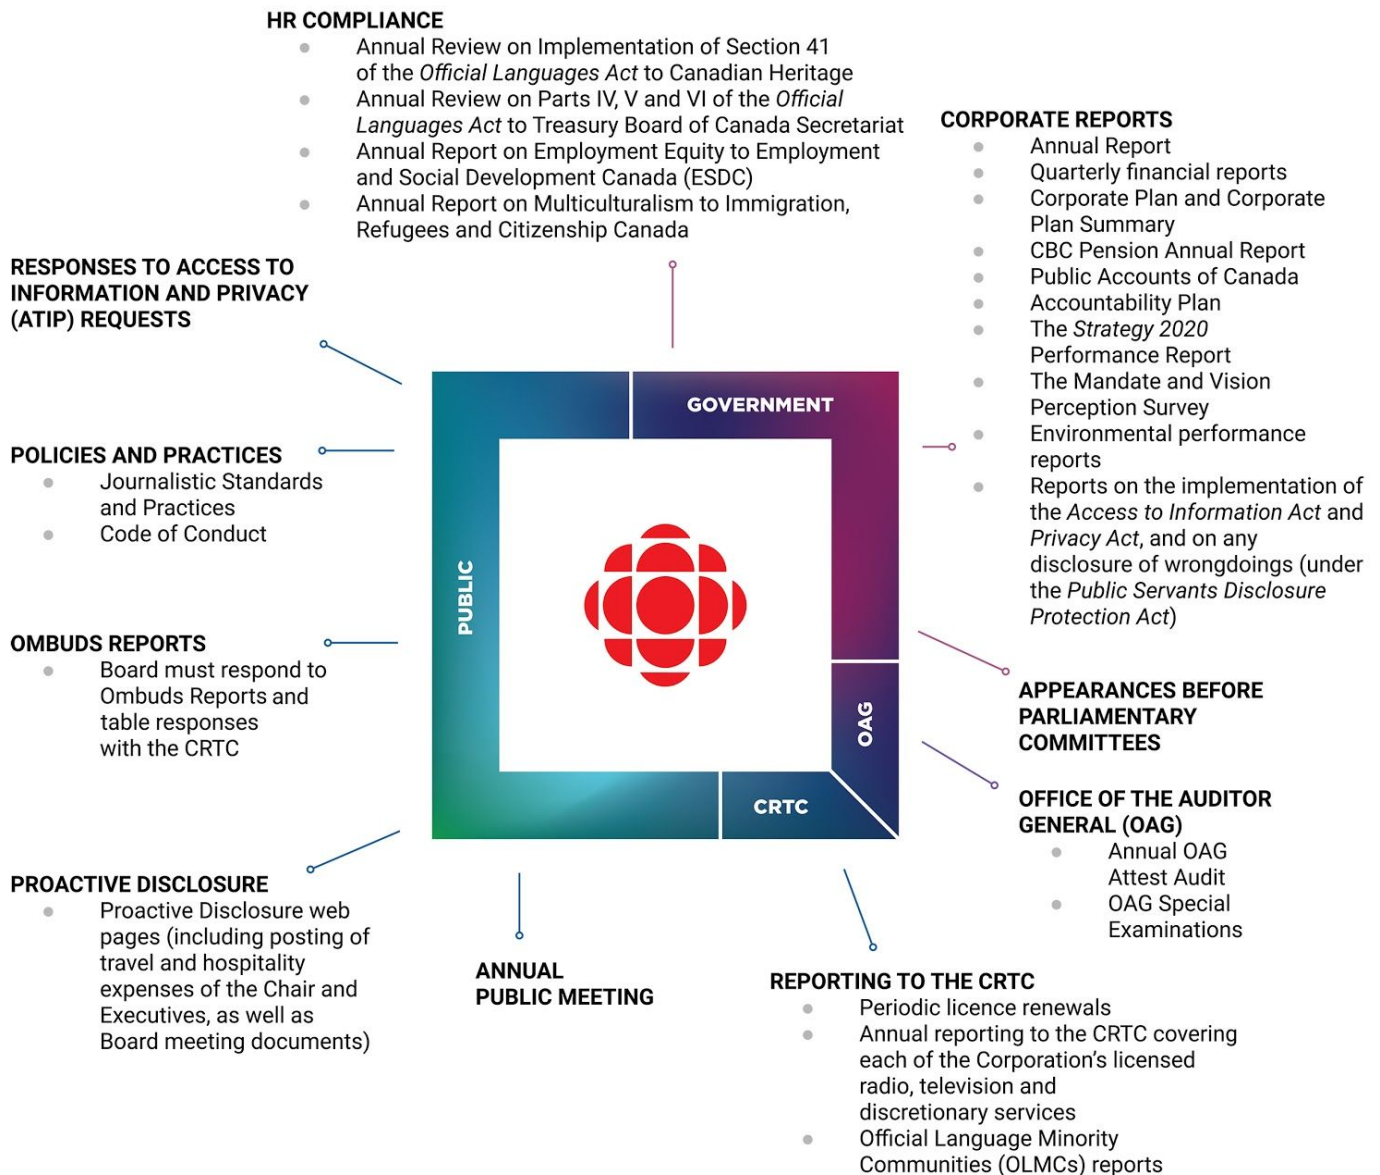 HR COMPLIANCE
Annual Review on Implementation of Section 41
of the Official Languages Act to Canadian Heritage
Annual Review on Parts IV, V and VI of the Official
Languages Act to Treasury Board of Canada Secretariat
Annual Report on Employment Equity to Employment
and Social Development Canada (ESDC)
Annual Report on Multiculturalism to Immigration,
Refugees and Citizenship Canada
CORPORATE REPORTS
Annual Report
Quarterly financial reports
Corporate Plan and Corporate
Plan Summary
CBC Pension Annual Report
Public Accounts of Canada
Accountability Plan
The Strategy 2020
Performance Report
The Mandate and Vision
Perception Survey
Environmental performance
reports
Reports on the implementation of
the Access to Information Act and
Privacy Act, and on any
disclosure of wrongdoings (under
the Public Servants Disclosure
Protection Act)
RESPONSES TO ACCESS TO
INFORMATION AND PRIVACY
(ATIP) REQUESTS
POLICIES AND PRACTICES
Journalistic Standards
and Practices
Code of Conduct
OMBUDS REPORTS
Board must respond to
Ombuds Reports and
table responses
with the CRTC
PROACTIVE DISCLOSURE
Proactive Disclosure web
pages (including posting of
travel and hospitality
expenses of the Chair and
Executives, as well as
Board meeting documents)
GOVERNMENT
PUBLIC
OAG
CRTC
APPEARANCES BEFORE
PARLIAMENTARY
COMMITTEES
OFFICE OF THE AUDITOR
GENERAL (OAG)
Annual OAG
Attest Audit
OAG Special
Examinations
ANNUAL
PUBLIC MEETING
REPORTING TO THE CRTC
Periodic licence renewals
Annual reporting to the CRTC covering
each of the Corporation's licensed
radio, television and
discretionary services
Official Language Minority
Communities (OLMCs) reports